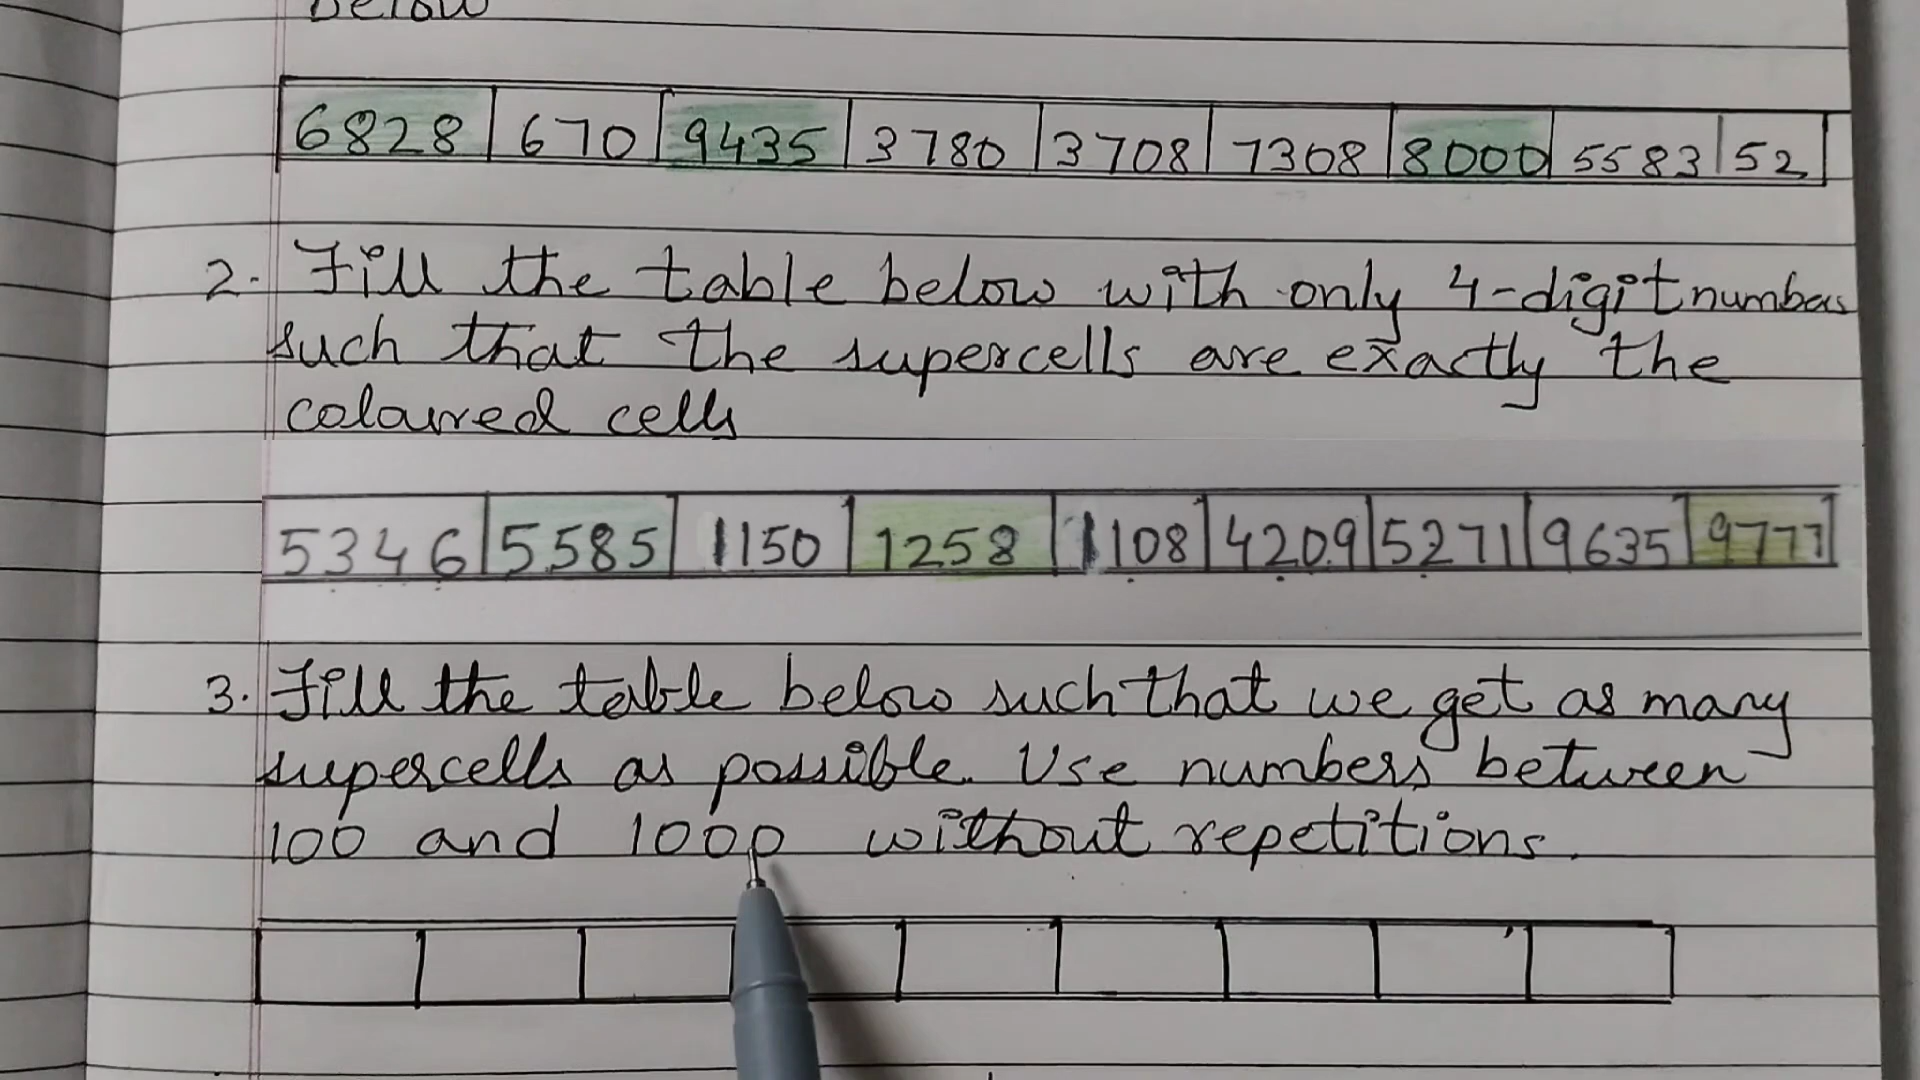 Below
6828 670 9435 3780 3708 7308 8000 5583 52
2. Fill the table below with only 4-digit numbers
such that the supercells are exactly the
coloured cells
5346 5585 1150 1258 1108 4209 5271 9635 9777
3. Fill the table below such that we get as many
supercells as possible. Use numbers between
100 and 1000 without repetitions.